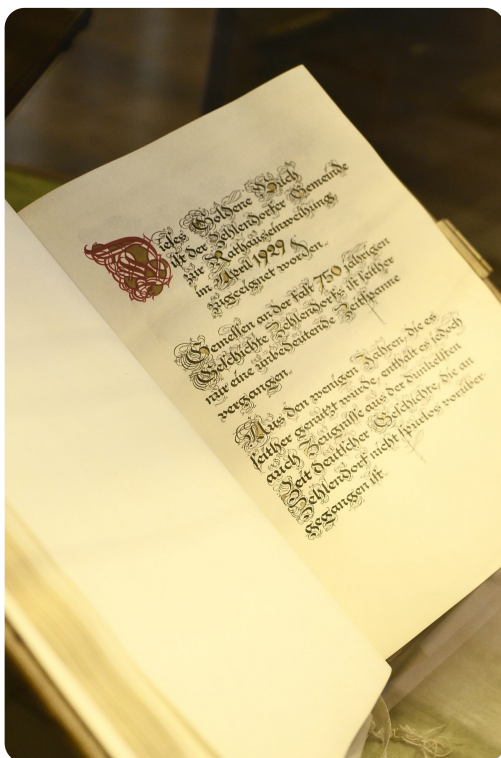 Dieses Goldene Buch
ist der Zehlendorfer Gemeinde
zur Rathauseinweihung
im April 1929
zugeeignet worden.
Gemessen an der fast 750 jährigen
Geschichte Zehlendorfs ist seither
nur eine unbedeutende Zeitspanne
vergangen.
Aus den wenigen Jahren, die es
seither genützt wurde, enthält es jedoch
auch Zeugnisse aus der dunkelsten
Zeit deutscher Geschichte, die an
Zehlendorf nicht spurlos vorüber
gegangen ist.